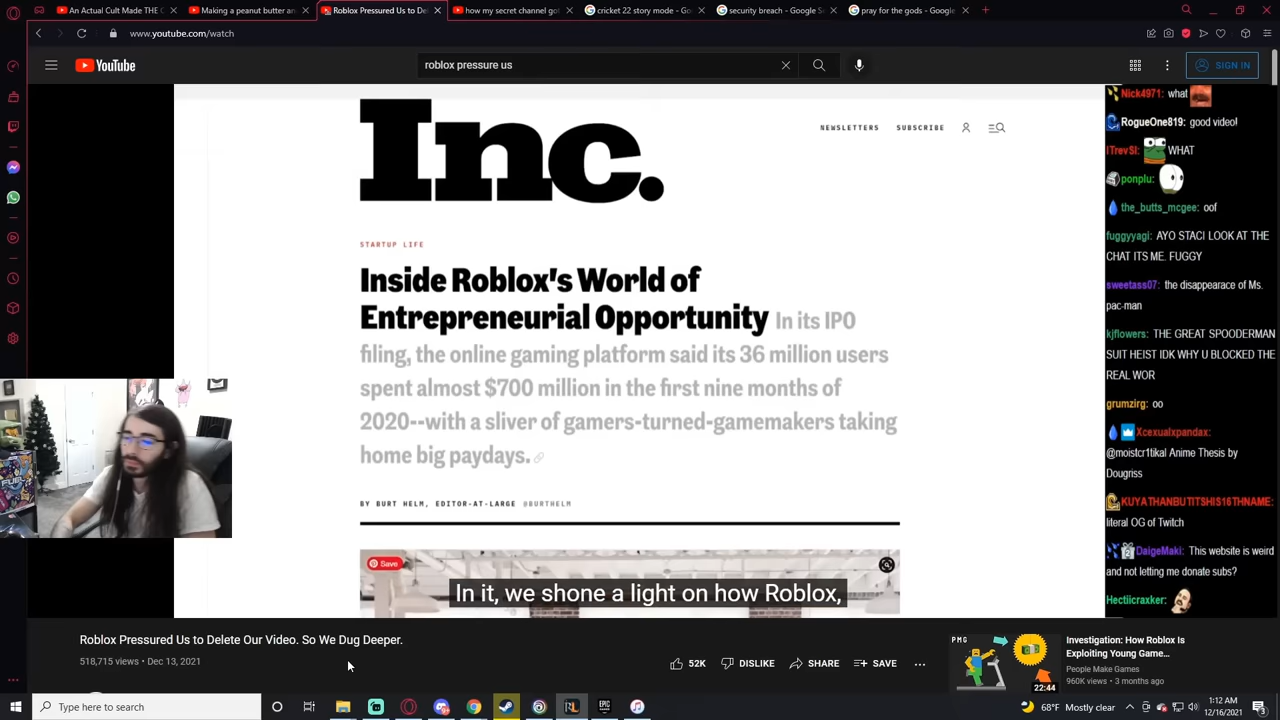 An Actual Cult Made THE
Making a peanut butter an
Roblox Pressured Us to De
how my secret channel got
cricket 22 story mode - Go
security breach - Google S
pray for the gods - Google
www.youtube.com/watch
YouTube
roblox pressure us
SIGN IN
Inc.
NEWSLETTERS SUBSCRIBE
STARTUP LIFE
Inside Roblox's World of
Entrepreneurial Opportunity In its IPO
filing, the online gaming platform said its 36 million users
spent almost $700 million in the first nine months of
2020--with a sliver of gamers-turned-gamemakers taking
home big paydays.
BY BURT HELM, EDITOR-AT-LARGE @BURTHELM
Save
In it, we shone a light on how Roblox,
Nick4971: what
RogueOne819: good video!
ITrevSI: WHAT
ponplu:
the_butts_mcgee: oof
fuggyyagi: AYO STACI LOOK AT THE
CHAT ITS ME. FUGGY
sweetass07: the disappearance of Ms.
pac-man
kjflowers: THE GREAT SPOODERMAN
SUIT HEIST IDK WHY U BLOCKED THE
REAL WOR
grumzirg: oo
Xcexualxpandax:
@moistcr1tikal Anime Thesis by
Dougriss
KUYATHANBUTITSHIS16THNAME:
literal OG of Twitch
DaigeMaki: This website is weird
and not letting me donate subs?
Hectiicraxker:
Roblox Pressured Us to Delete Our Video. So We Dug Deeper.
518,715 views • Dec 13, 2021
52K
DISLIKE
SHARE
SAVE
PMG
22:44
Investigation: How Roblox Is
Exploiting Young Game…
People Make Games
960K views • 3 months ago
Type here to search
EPIC
68°F Mostly clear
1:12 AM
12/16/2021